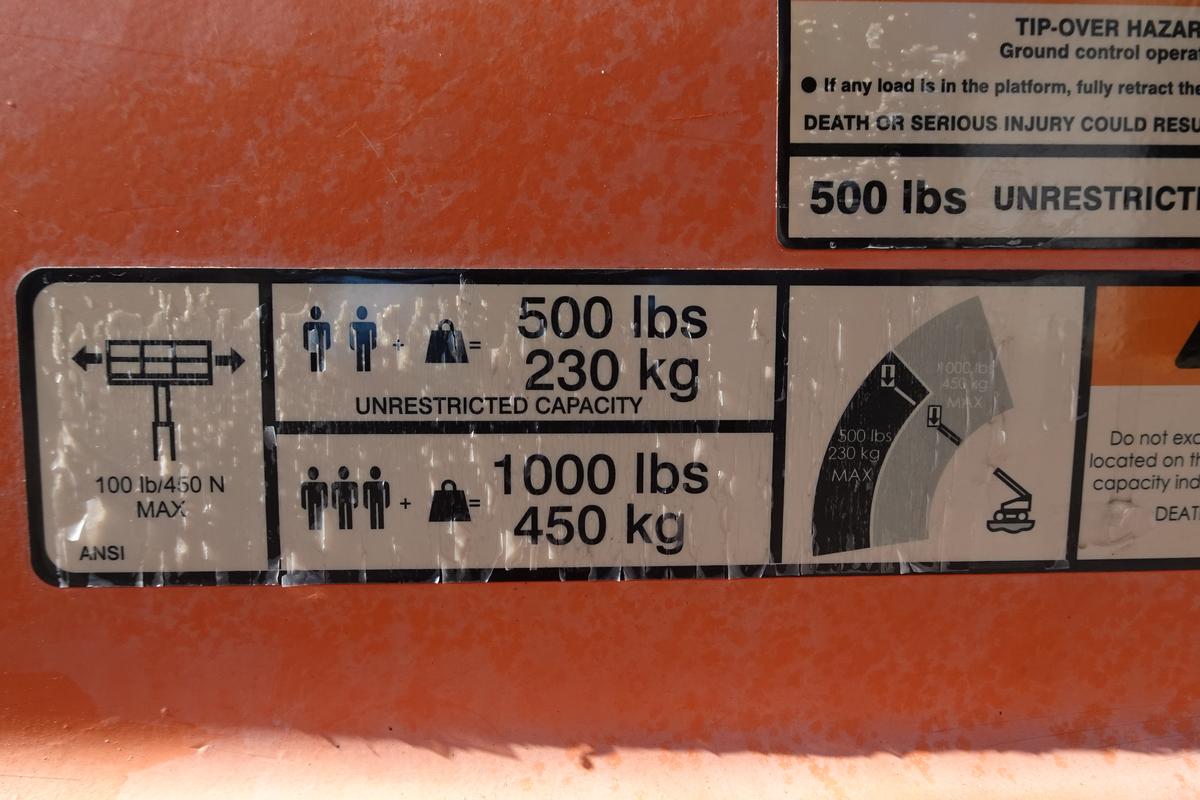 TIP-OVER HAZAR
Ground control operat
● If any load is in the platform, fully retract the
DEATH OR SERIOUS INJURY COULD RESU
500 lbs UNRESTRICT
100 lb/450 N
MAX
ANSI
+ = 500 lbs
230 kg
UNRESTRICTED CAPACITY
+ = 1000 lbs
450 kg
1000 lbs
450 kg
MAX
500 lbs
230 kg
MAX
Do not exc
located on th
capacity ind
DEAT